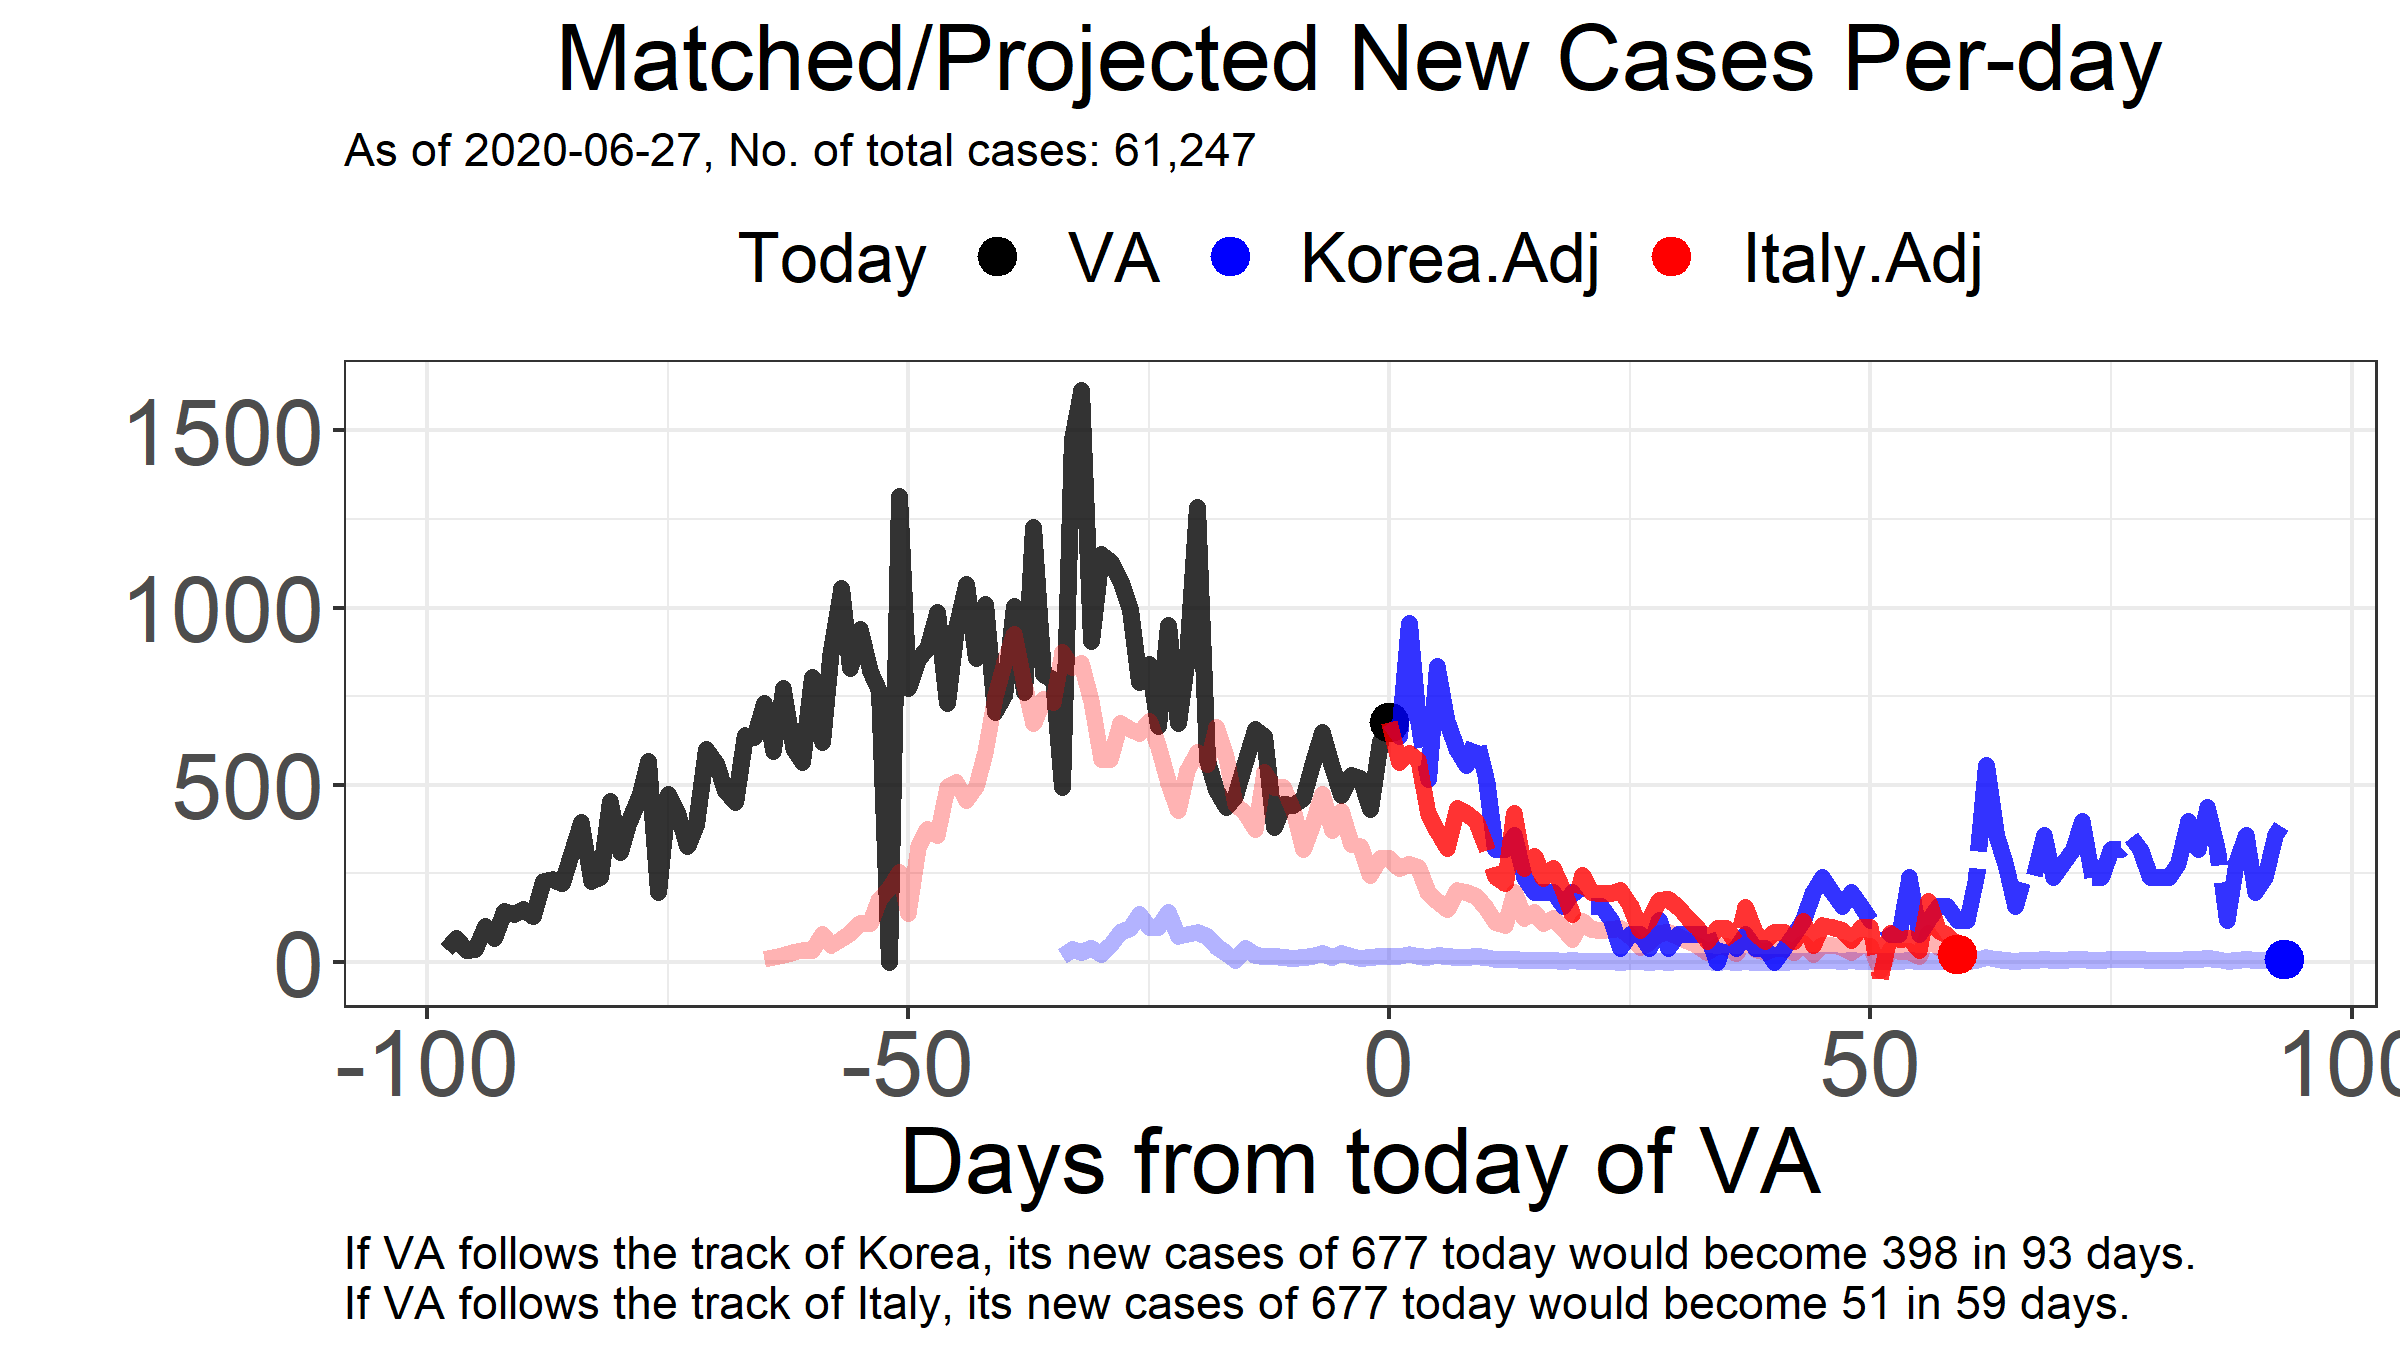 Matched/Projected New Cases Per-day
As of 2020-06-27, No. of total cases: 61,247
Today VA Korea.Adj Italy.Adj
1500
1000
500
0
-100 -50 0 50 100
Days from today of VA
If VA follows the track of Korea, its new cases of 677 today would become 398 in 93 days.
If VA follows the track of Italy, its new cases of 677 today would become 51 in 59 days.